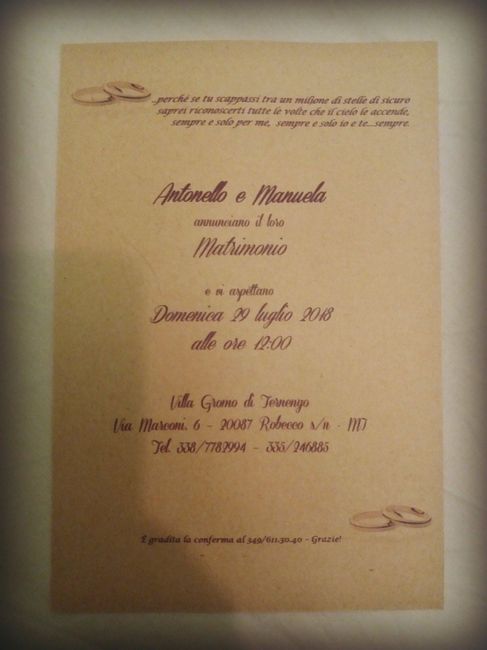 ..perché se tu scappassi tra un milione di stelle di sicuro
saprei riconoscerti tutte le volte che il cielo le accende,
sempre e solo per me, sempre e solo io e te...sempre.
Antonello e Manuela
annunciano il loro
Matrimonio
e vi aspettano
Domenica 29 luglio 2018
alle ore 12:00
Villa Gromo di Ternengo
Via Marconi, 6 - 20087 Robecco s/n - MI
Tel. 338/7782994 - 335/246885
È gradita la conferma al 349/611.30.40 - Grazie!